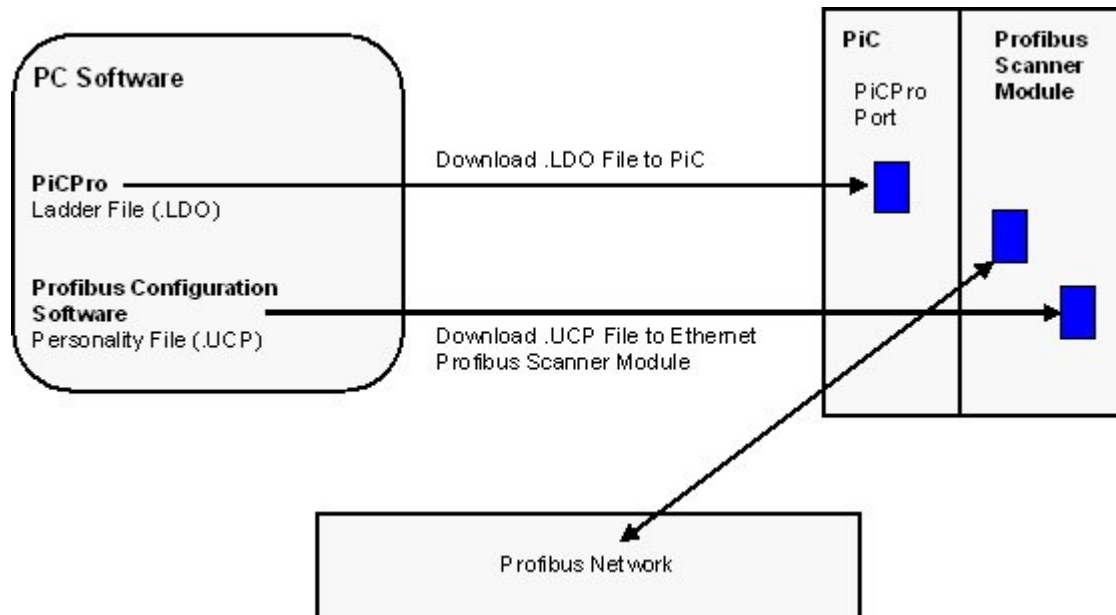 PC Software
PiCPro
Ladder File (.LDO)
Profibus Configuration
Software
Personality File (.UCP)
Download .LDO File to PiC
Download .UCP File to Ethernet
Profibus Scanner Module
PiC
PiCPro
Port
Profibus
Scanner
Module
Profibus Network